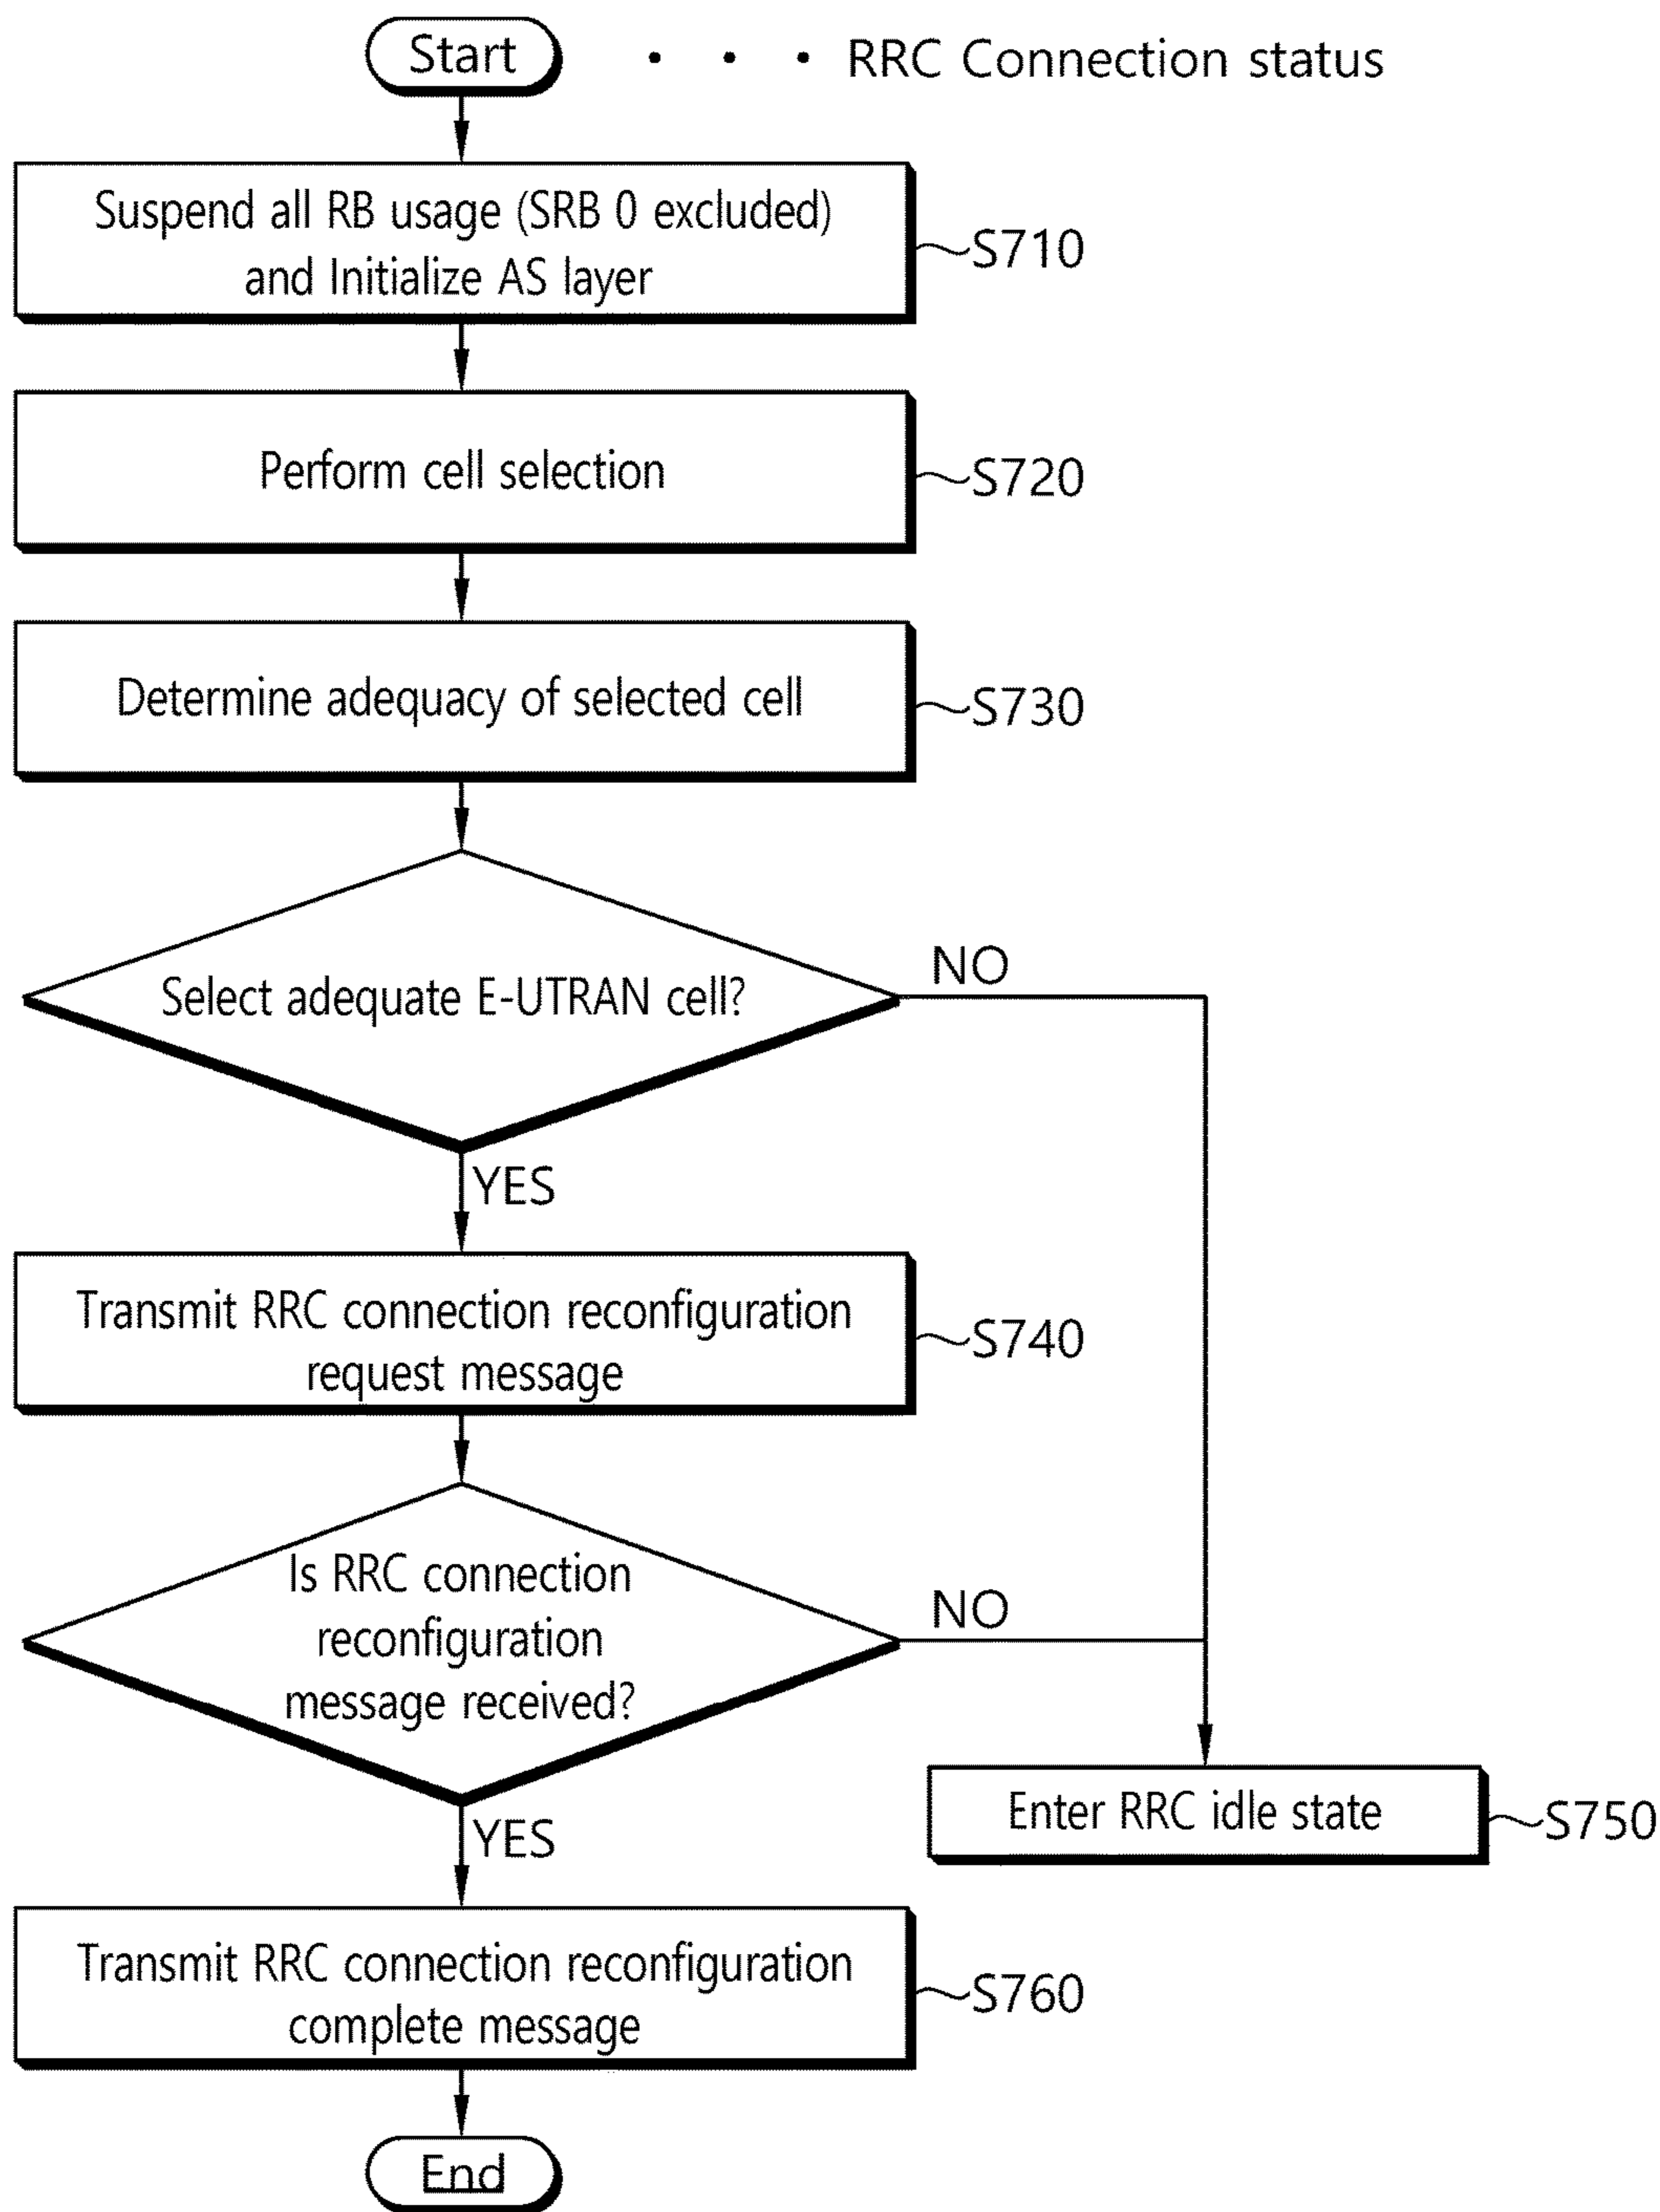 Start
• • • RRC Connection status
Suspend all RB usage (SRB 0 excluded)
and Initialize AS layer
S710
Perform cell selection
S720
Determine adequacy of selected cell
S730
Select adequate E-UTRAN cell?
NO
YES
Transmit RRC connection reconfiguration
request message
S740
Is RRC connection
reconfiguration
message received?
NO
YES
Enter RRC idle state
S750
Transmit RRC connection reconfiguration
complete message
S760
End